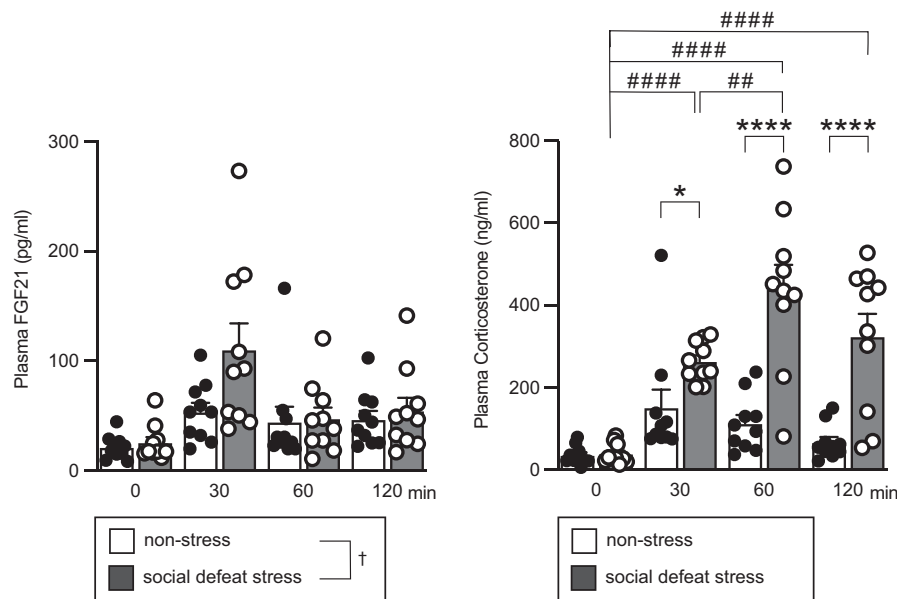 ####
####
#### ##
**** ****
*
Plasma FGF21 (pg/ml)
300
200
100
0
0 30 60 120 min
non-stress
social defeat stress
†
Plasma Corticosterone (ng/ml)
800
600
400
200
0
0 30 60 120 min
non-stress
social defeat stress